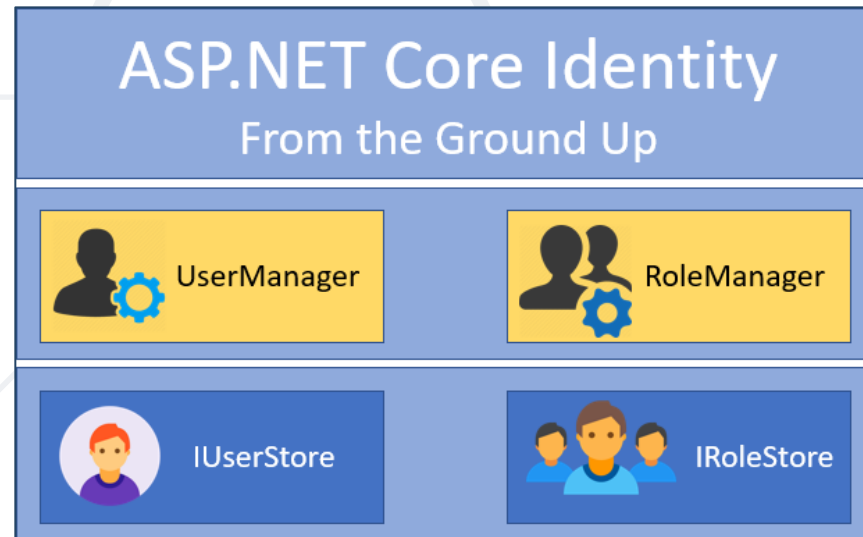 ASP.NET Core Identity
From the Ground Up
UserManager
RoleManager
IUserStore
IRoleStore